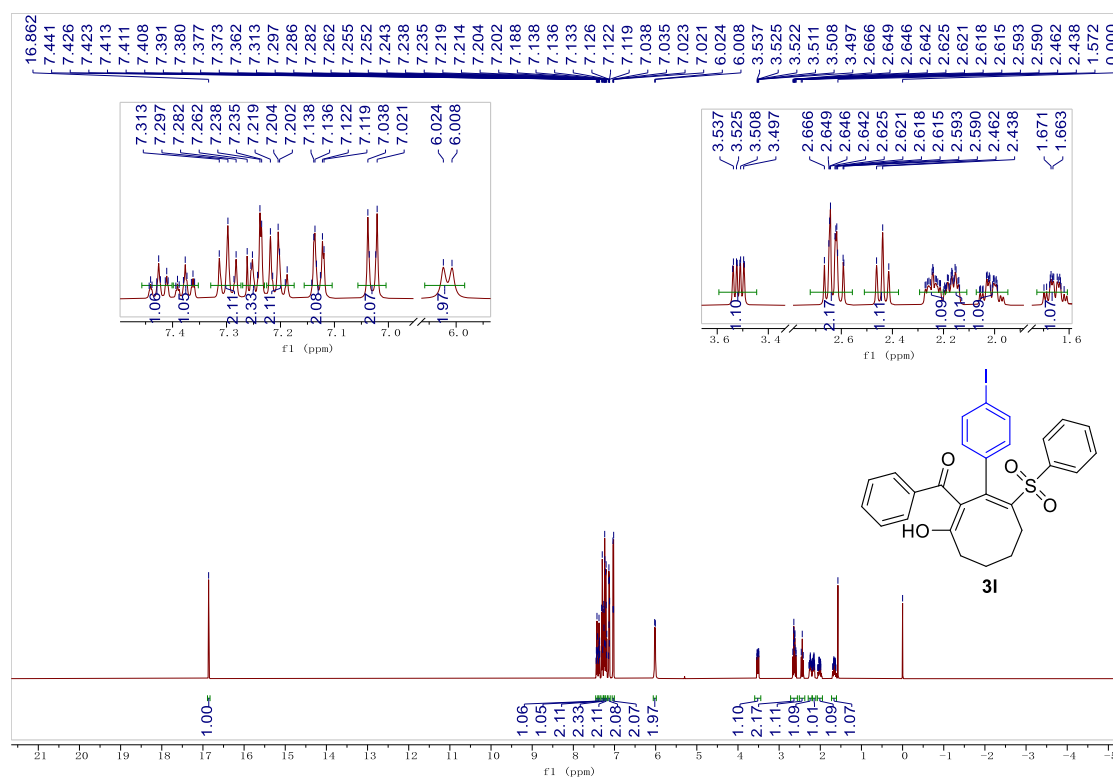 16.862 7.441 7.426 7.423 7.413 7.411 7.408 7.391 7.380 7.377 7.373 7.362 7.313 7.297 7.286 7.282 7.262 7.255 7.252 7.243 7.238 7.235 7.219 7.214 7.204 7.202 7.188 7.138 7.136 7.133 7.126 7.122 7.119 7.038 7.035 7.023 7.021 6.024 6.008 3.537 3.525 3.522 3.511 3.508 3.497 2.666 2.649 2.646 2.642 2.625 2.621 2.618 2.615 2.593 2.590 2.462 2.438 1.572 0.000
7.313 7.297 7.282 7.262 7.238 7.235 7.219 7.204 7.202 7.138 7.136 7.122 7.119 7.038 7.021 6.024 6.008
1.06 1.05 2.11 2.33 2.11 2.08 2.07 1.97
7.4 7.3 7.2 7.1 7.0 6.0
f1 (ppm)
3.537 3.525 3.508 3.497 2.666 2.649 2.646 2.642 2.625 2.621 2.618 2.615 2.593 2.590 2.462 2.438 1.671 1.663
1.10 2.17 1.11 1.09 1.01 1.09 1.07
3.6 3.4 2.6 2.4 2.2 2.0 1.6
f1 (ppm)
I
O
O
S
O
HO
3l
1.00 1.06 1.05 2.11 2.33 2.11 2.08 2.07 1.97 1.10 2.17 1.11 1.09 1.01 1.09 1.07
21 20 19 18 17 16 15 14 13 12 11 10 9 8 7 6 5 4 3 2 1 0 -1 -2 -3 -4 -5
f1 (ppm)